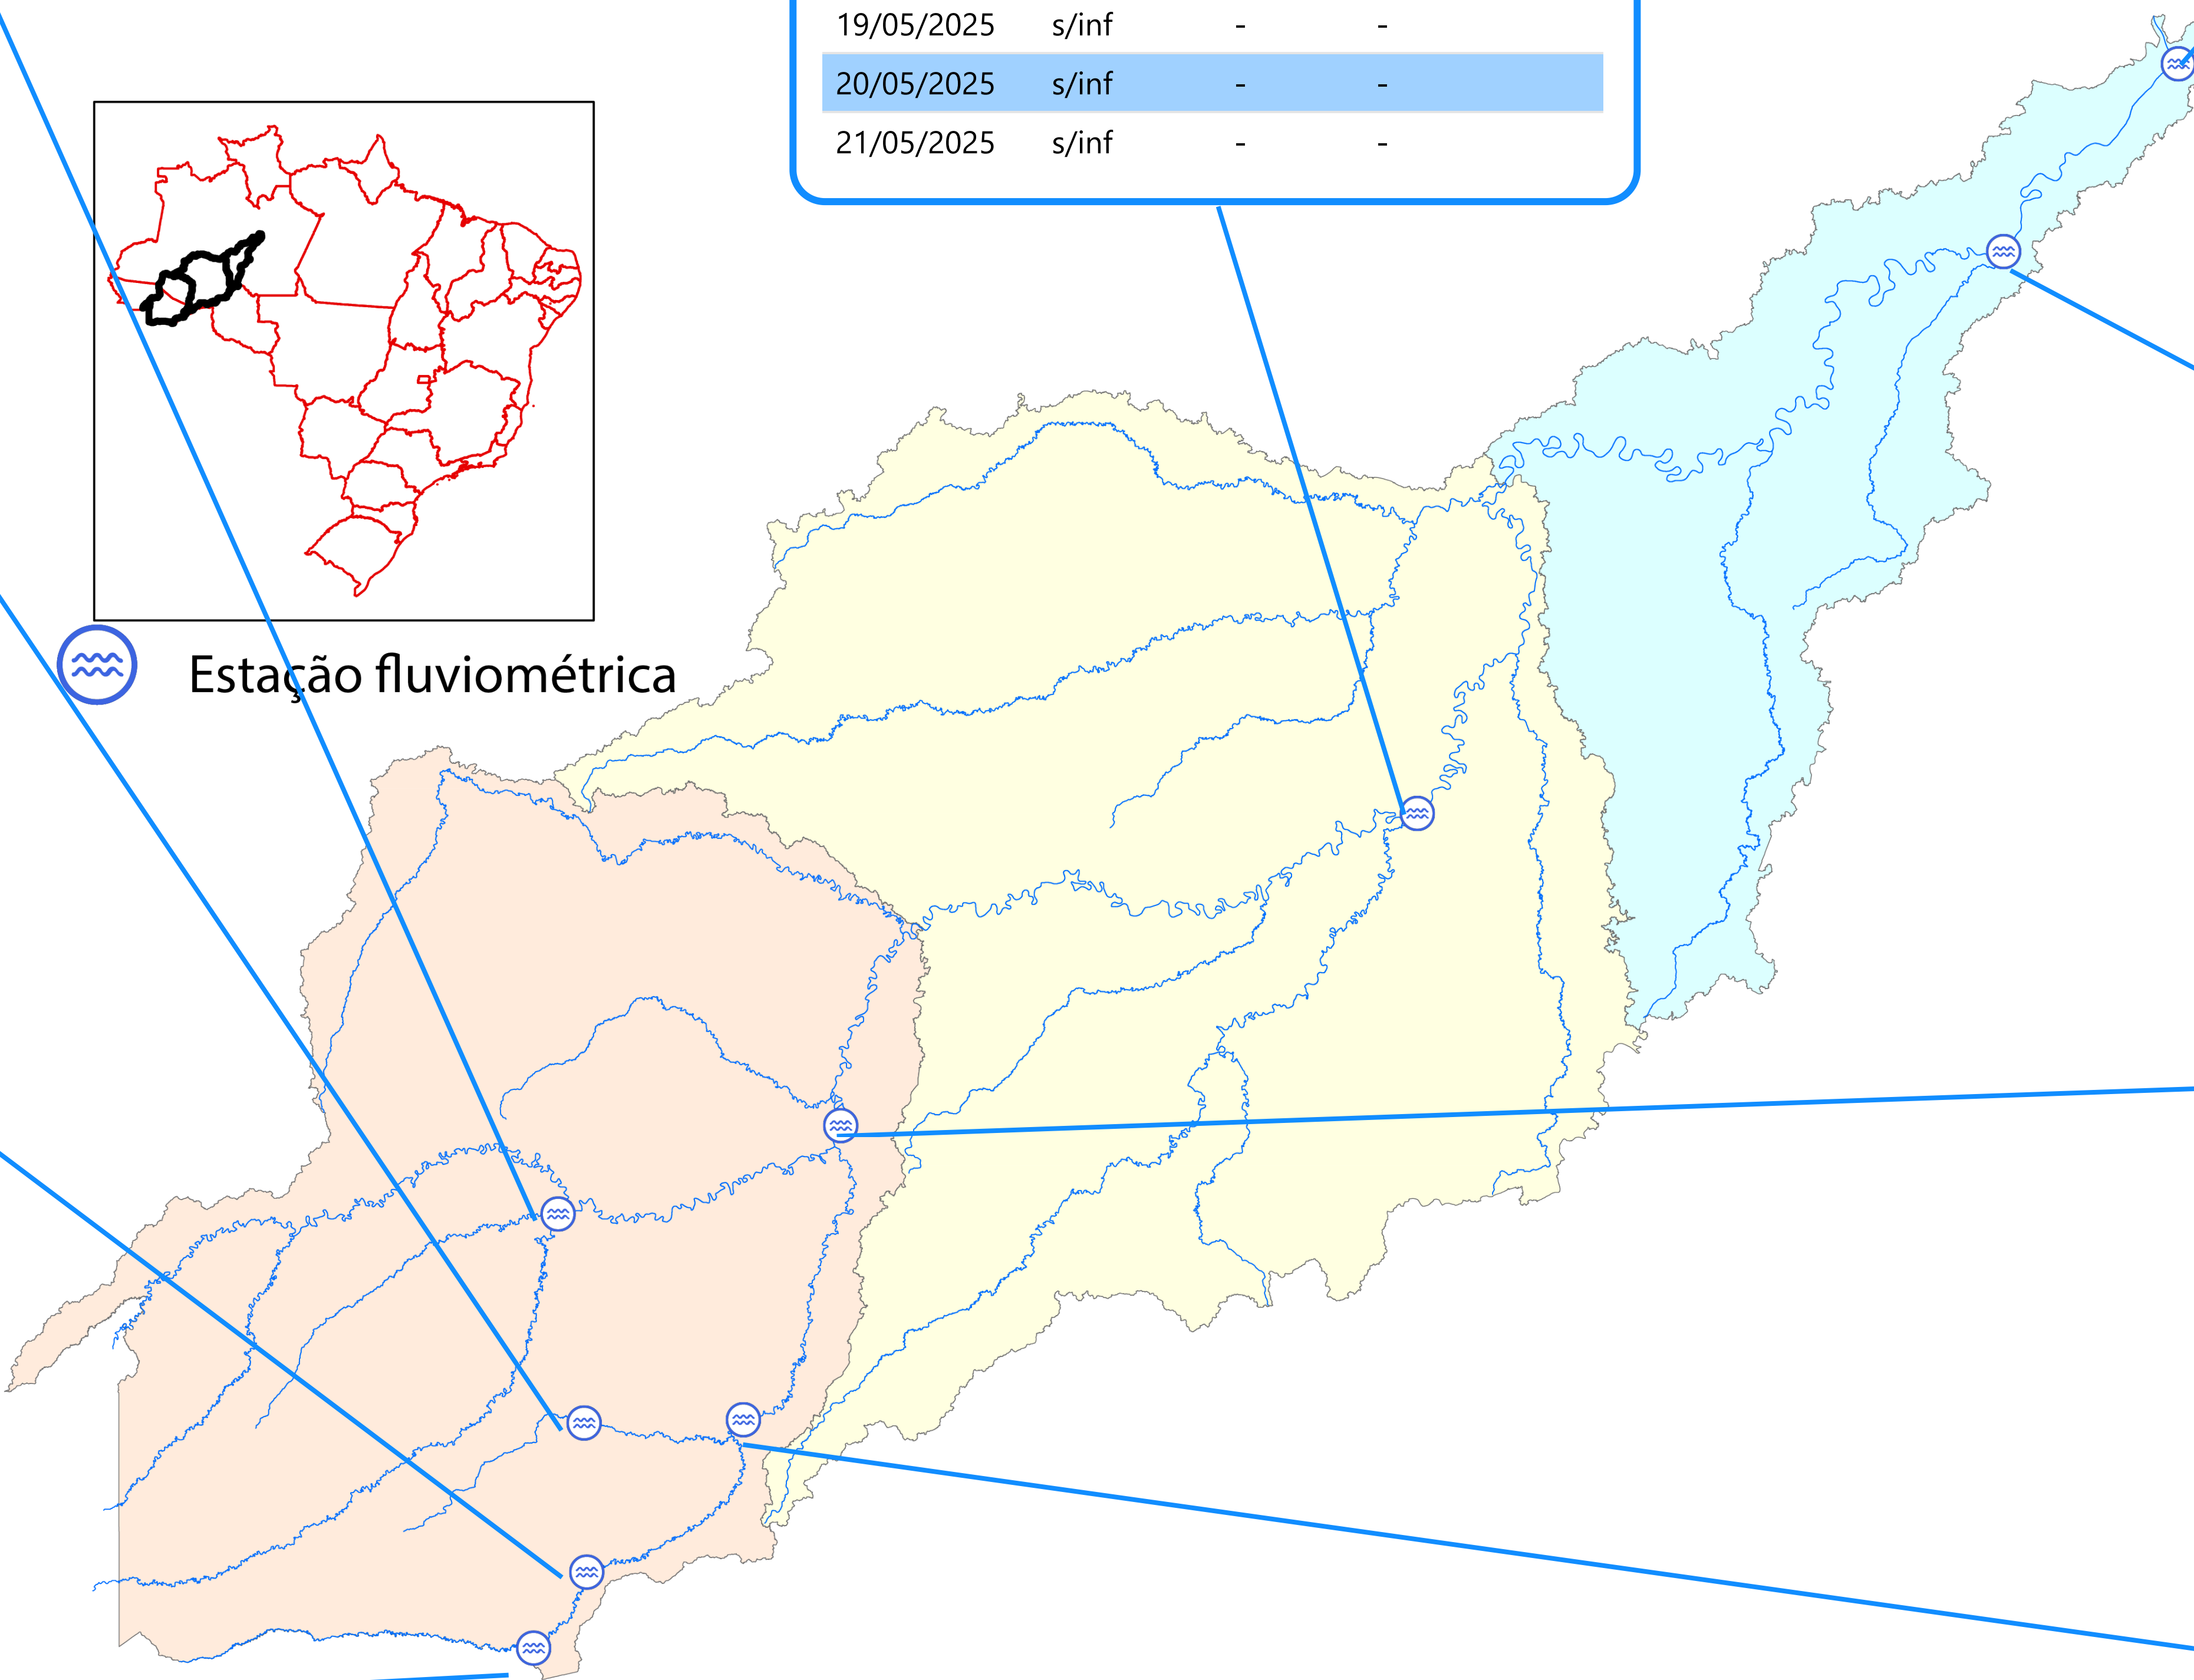 19/05/2025 s/inf - -
20/05/2025 s/inf - -
21/05/2025 s/inf - -
Estação fluviométrica